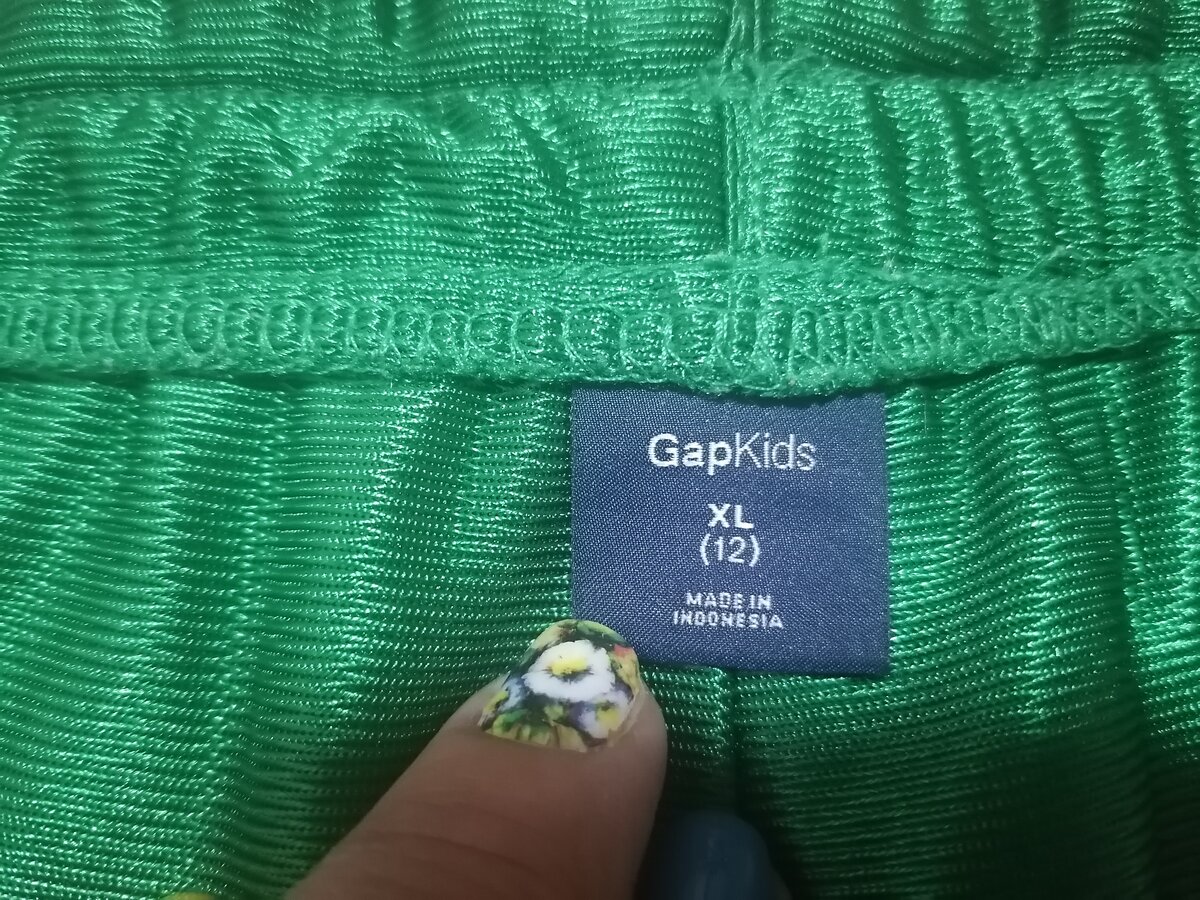 GapKids
XL
(12)
MADE IN
INDONESIA